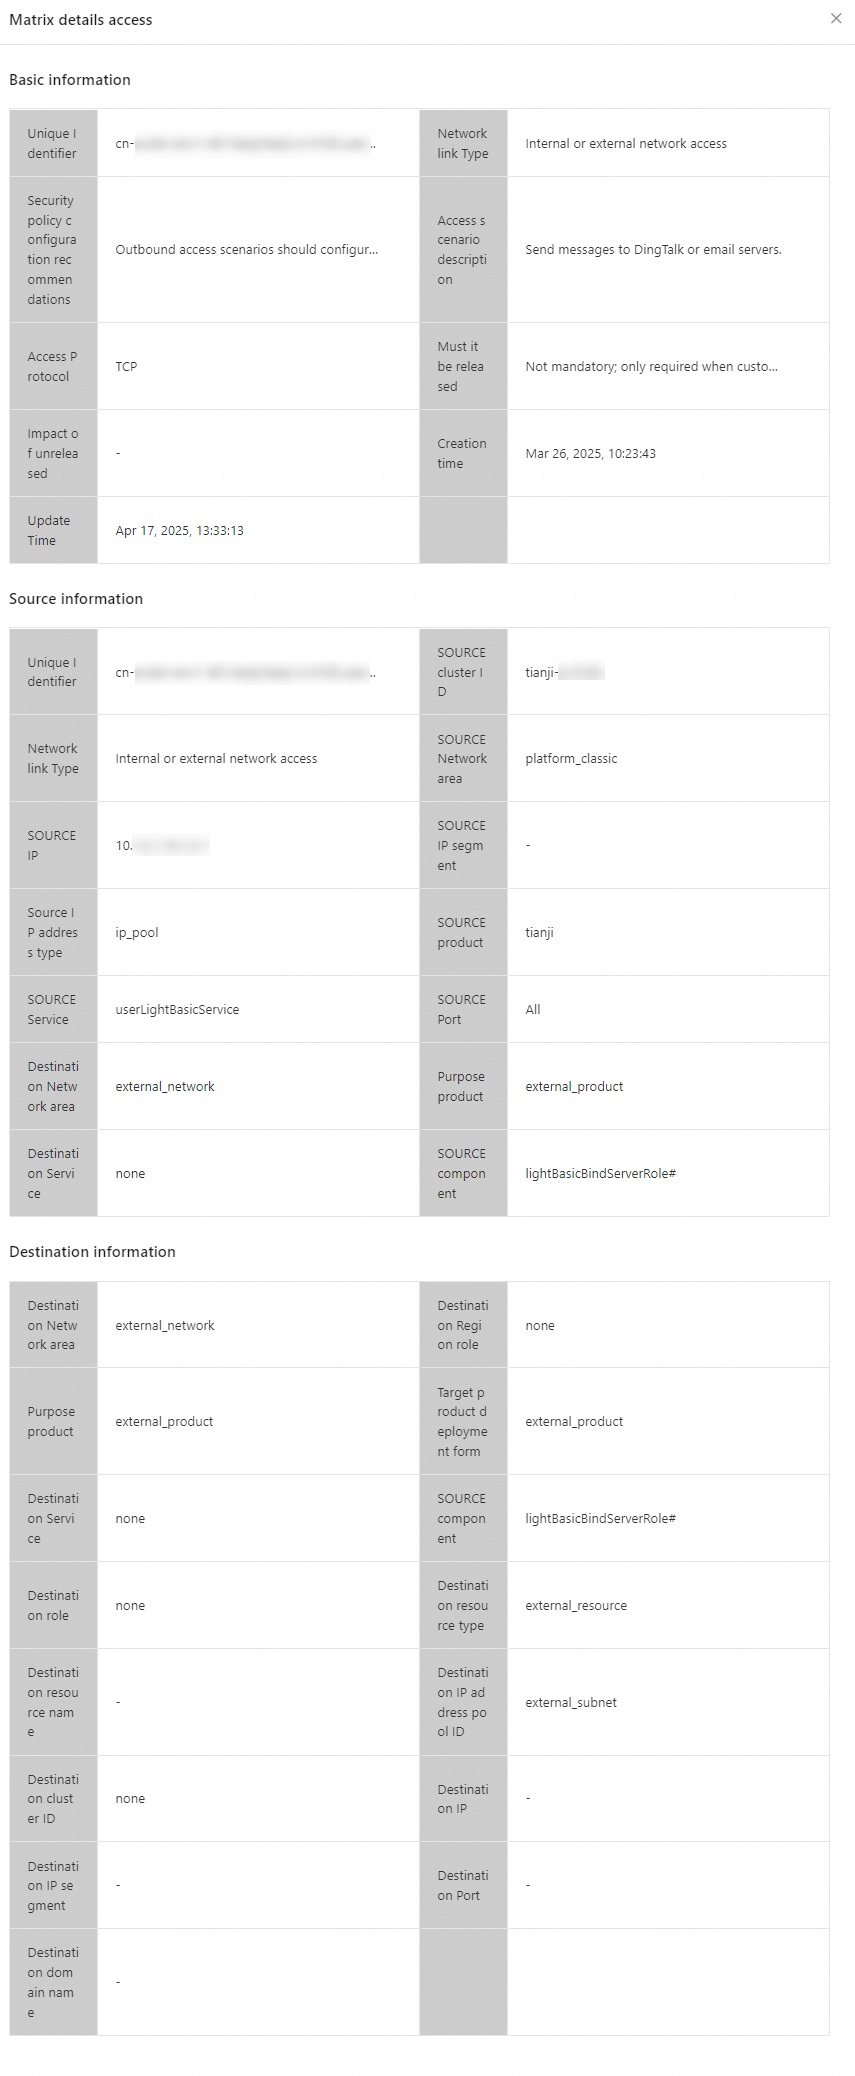 Matrix details access
Basic information
Unique I
dentifier
cn-
..
Network
link Type
Internal or external network access
Security
policy c
onfigura
tion rec
ommen
dations
Outbound access scenarios should configur...
Access s
cenario
descripti
on
Send messages to DingTalk or email servers.
Access P
rotocol
TCP
Must it
be relea
sed
Not mandatory; only required when custo...
Impact o
f unrelea
sed
-
Creation
time
Mar 26, 2025, 10:23:43
Update
Time
Apr 17, 2025, 13:33:13
Source information
Unique I
dentifier
cn-
..
SOURCE
cluster I
D
tianji-
Network
link Type
Internal or external network access
SOURCE
Network
area
platform_classic
SOURCE
IP
10.
SOURCE
IP segm
ent
-
Source I
P addres
s type
ip_pool
SOURCE
product
tianji
SOURCE
Service
userLightBasicService
SOURCE
Port
All
Destinati
on Netw
ork area
external_network
Purpose
product
external_product
Destinati
on Servi
ce
none
SOURCE
compon
ent
lightBasicBindServerRole#
Destination information
Destinati
on Netw
ork area
external_network
Destinati
on Regi
on role
none
Purpose
product
external_product
Target p
roduct d
eployme
nt form
external_product
Destinati
on Servi
ce
none
SOURCE
compon
ent
lightBasicBindServerRole#
Destinati
on role
none
Destinati
on resou
rce type
external_resource
Destinati
on resou
rce nam
e
-
Destinati
on IP ad
dress po
ol ID
external_subnet
Destinati
on clust
er ID
none
Destinati
on IP
-
Destinati
on IP se
gment
-
Destinati
on Port
-
Destinati
on dom
ain nam
e
-